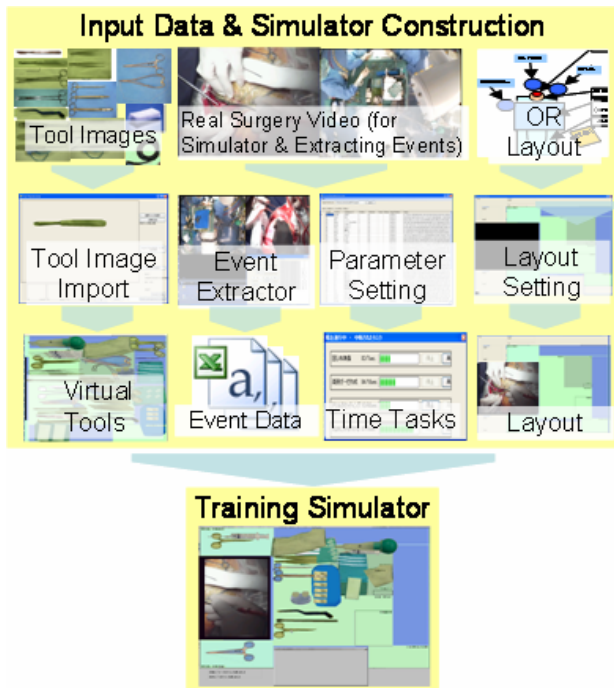 Input Data & Simulator Construction
Tool Images
Real Surgery Video (for
Simulator & Extracting Events)
OR
Layout
Tool Image
Import
Event
Extractor
Parameter
Setting
Layout
Setting
Virtual
Tools
a,
Event Data
Time Tasks
Layout
Training Simulator